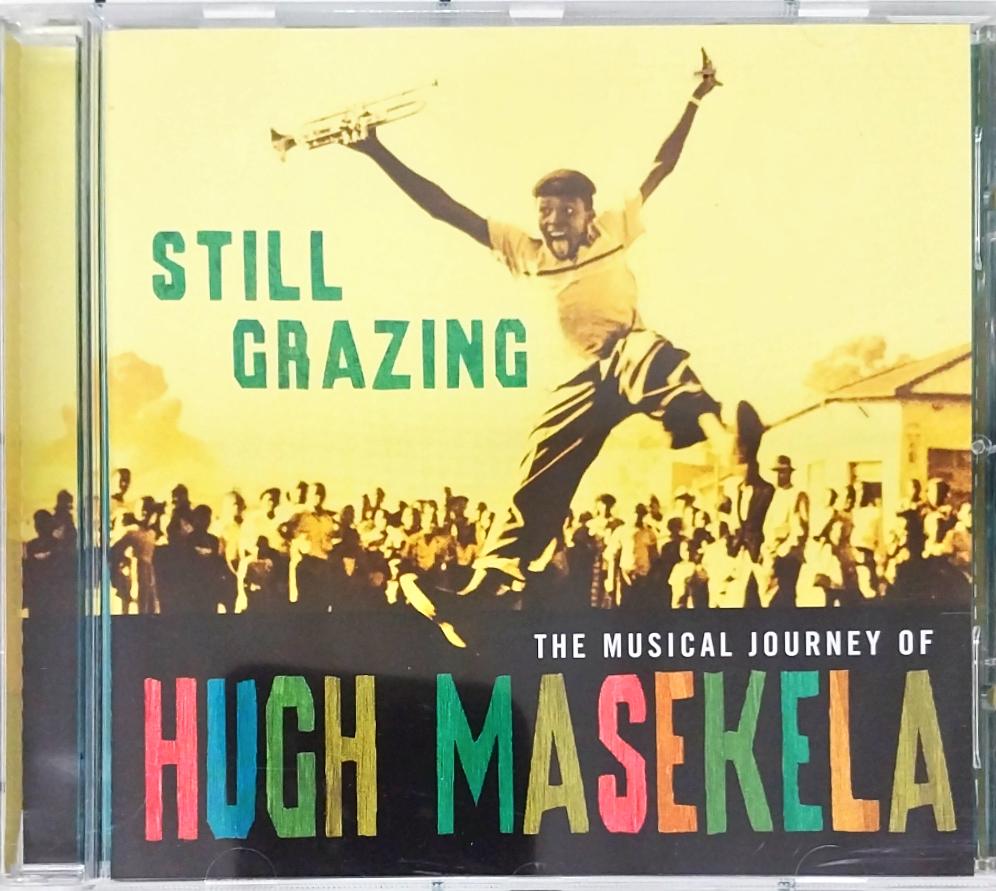 STILL
GRAZING
THE MUSICAL JOURNEY OF
HUGH MASEKELA